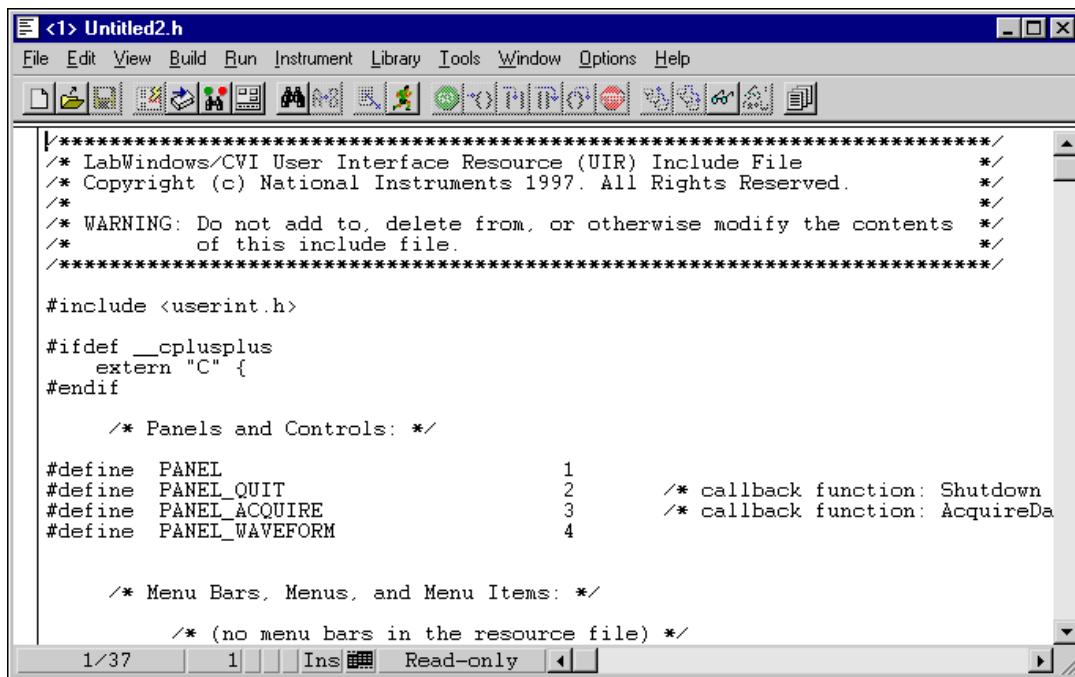 <1> Untitled2.h
File Edit View Build Run Instrument Library Tools Window Options Help
/***************************************************************************/
/* LabWindows/CVI User Interface Resource (UIR) Include File */
/* Copyright (c) National Instruments 1997. All Rights Reserved. */
/* */
/* WARNING: Do not add to, delete from, or otherwise modify the contents */
/* of this include file. */
/***************************************************************************/
#include <userint.h>
#ifdef __cplusplus
extern "C" {
#endif
/* Panels and Controls: */
#define PANEL 1
#define PANEL_QUIT 2 /* callback function: Shutdown
#define PANEL_ACQUIRE 3 /* callback function: AcquireDa
#define PANEL_WAVEFORM 4
/* Menu Bars, Menus, and Menu Items: */
/* (no menu bars in the resource file) */
1/37 1 Ins Read-only